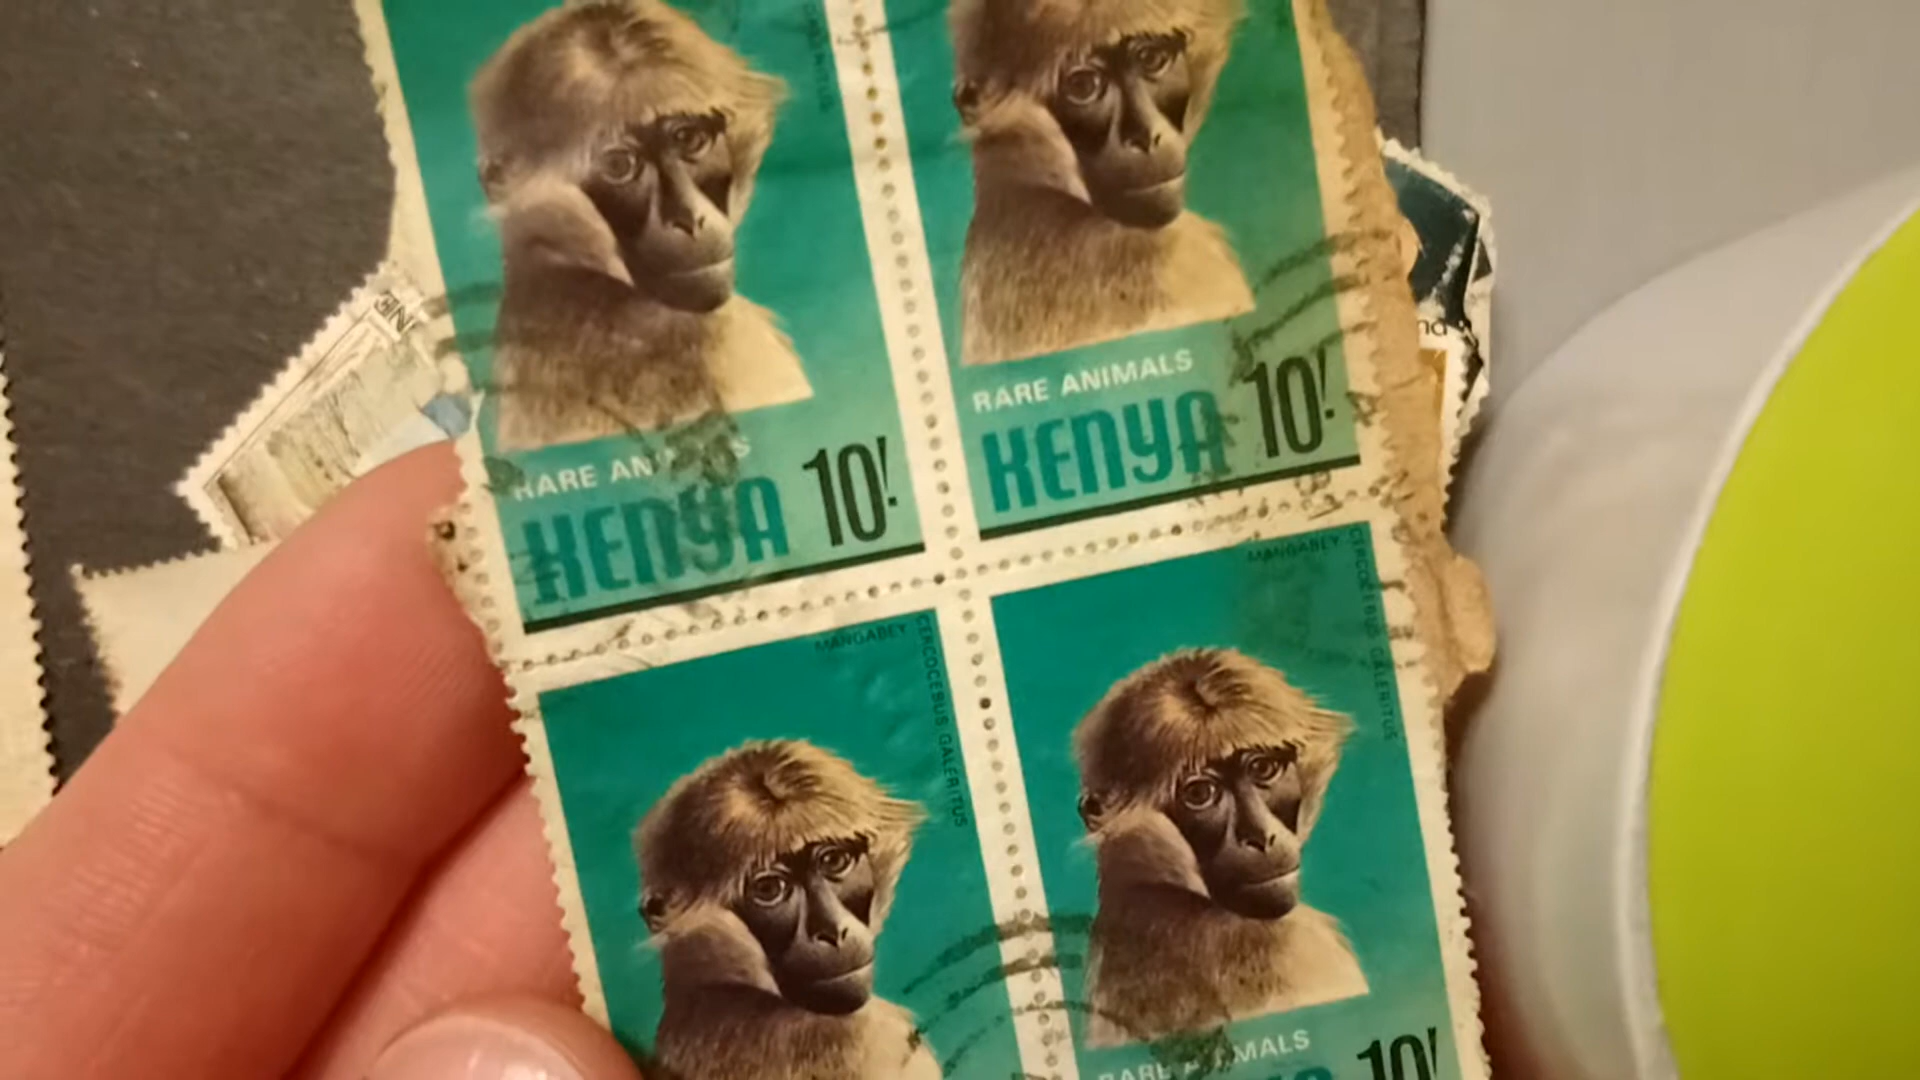 RARE ANIMALS
KENYA 10/-
RARE ANIMALS
KENYA 10/-
MANGABEY
CERCOCEBUS GALERITUS
MANGABEY
CERCOCEBUS GALERITUS
RARE ANIMALS
10/-